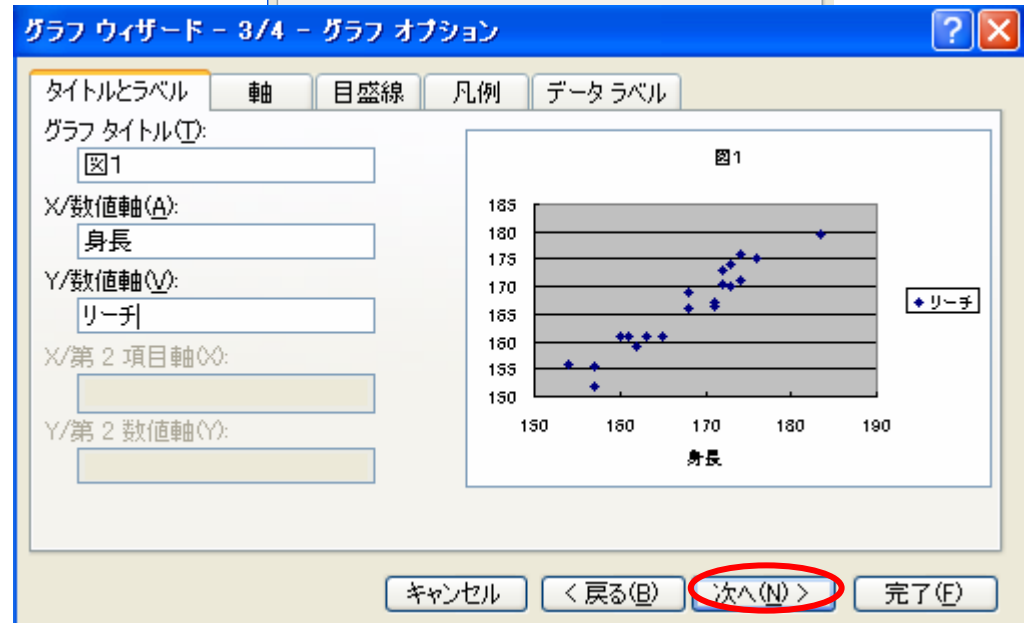 グラフ ウィザード - 3/4 - グラフ オプション
タイトルとラベル 軸 目盛線 凡例 データ ラベル
グラフ タイトル(T):
図1
X/数値軸(A):
身長
Y/数値軸(V):
リーチ
X/第 2 項目軸(X):
Y/第 2 数値軸(Y):
図1
185
180
175
170
165
160
155
150
150 160 170 180 190
身長
リーチ
キャンセル < 戻る(B) 次へ(N) > 完了(F)